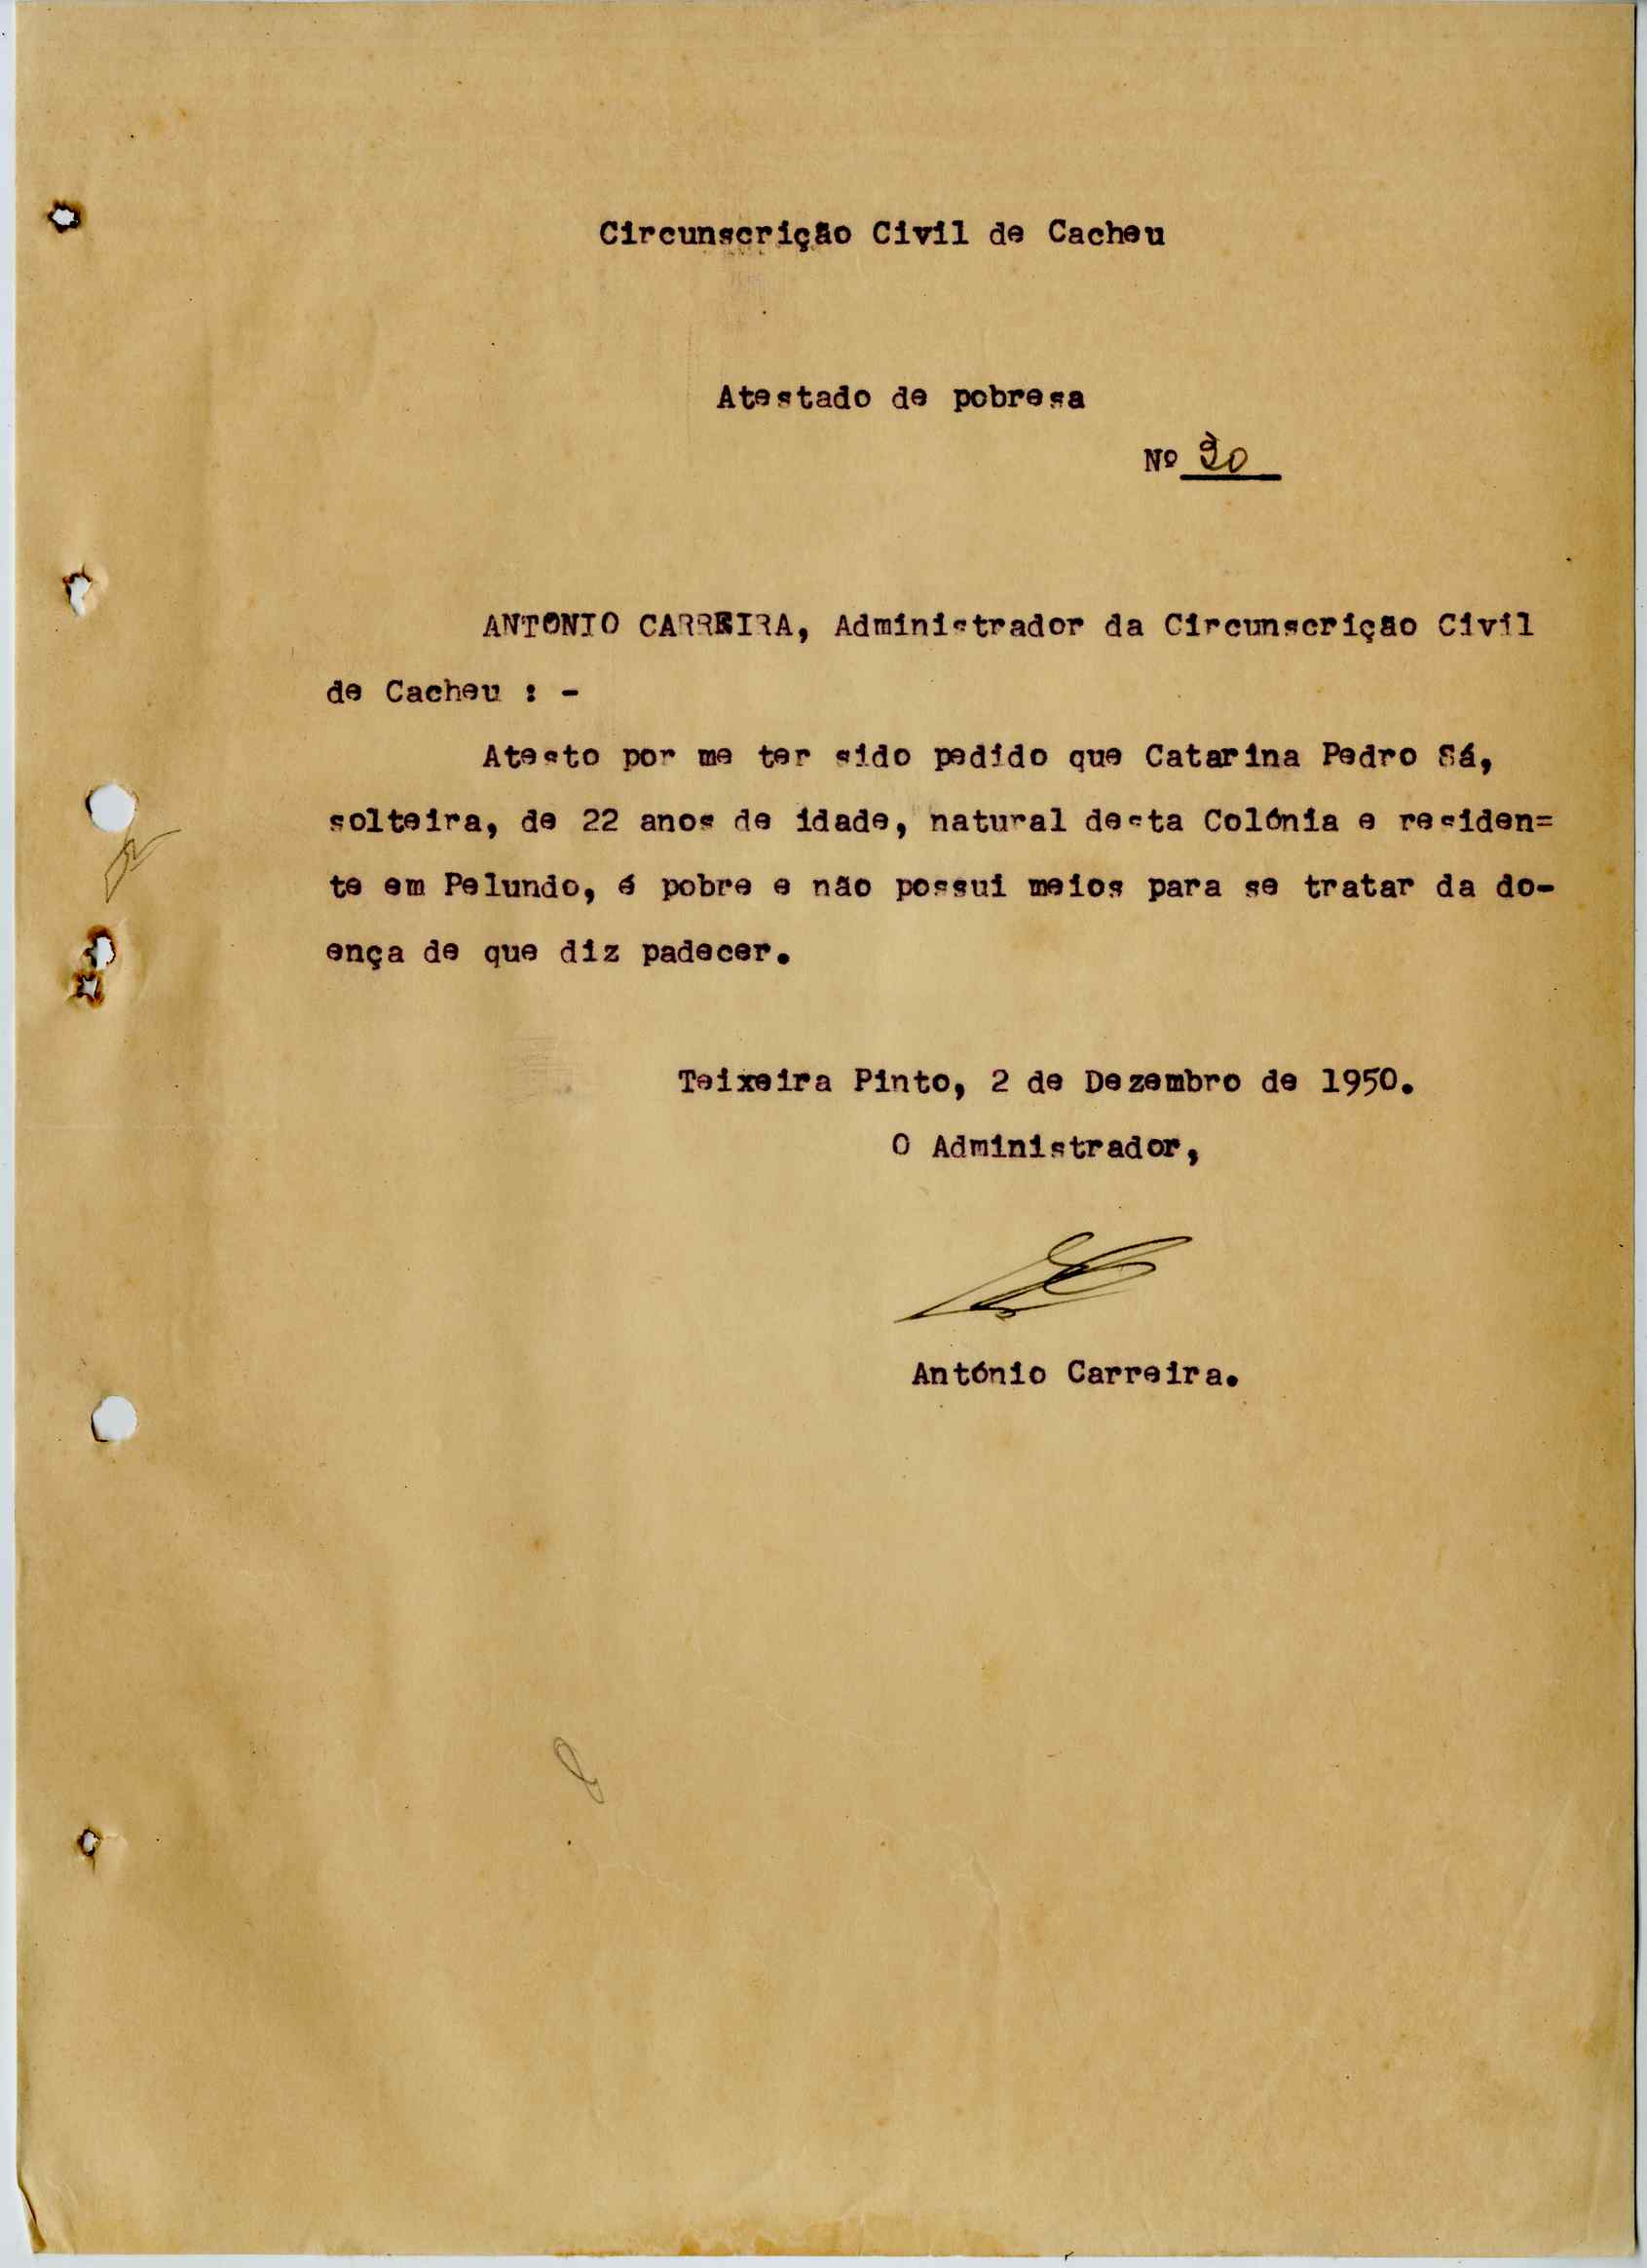 Circunscrição Civil de Cacheu
Atestado de pobresa
Nº
ANTONIO CARREIRA, Administrador da Circunscrição Civil
de Cacheu : -
Atesto por me ter sido pedido que Catarina Pedro Sá,
solteira, de 22 anos de idade, natural desta Colónia e residen=
te em Pelundo, é pobre e não possui meios para se tratar da do-
ença de que diz padecer.
Teixeira Pinto, 2 de Dezembro de 1950.
O Administrador,
António Carreira.